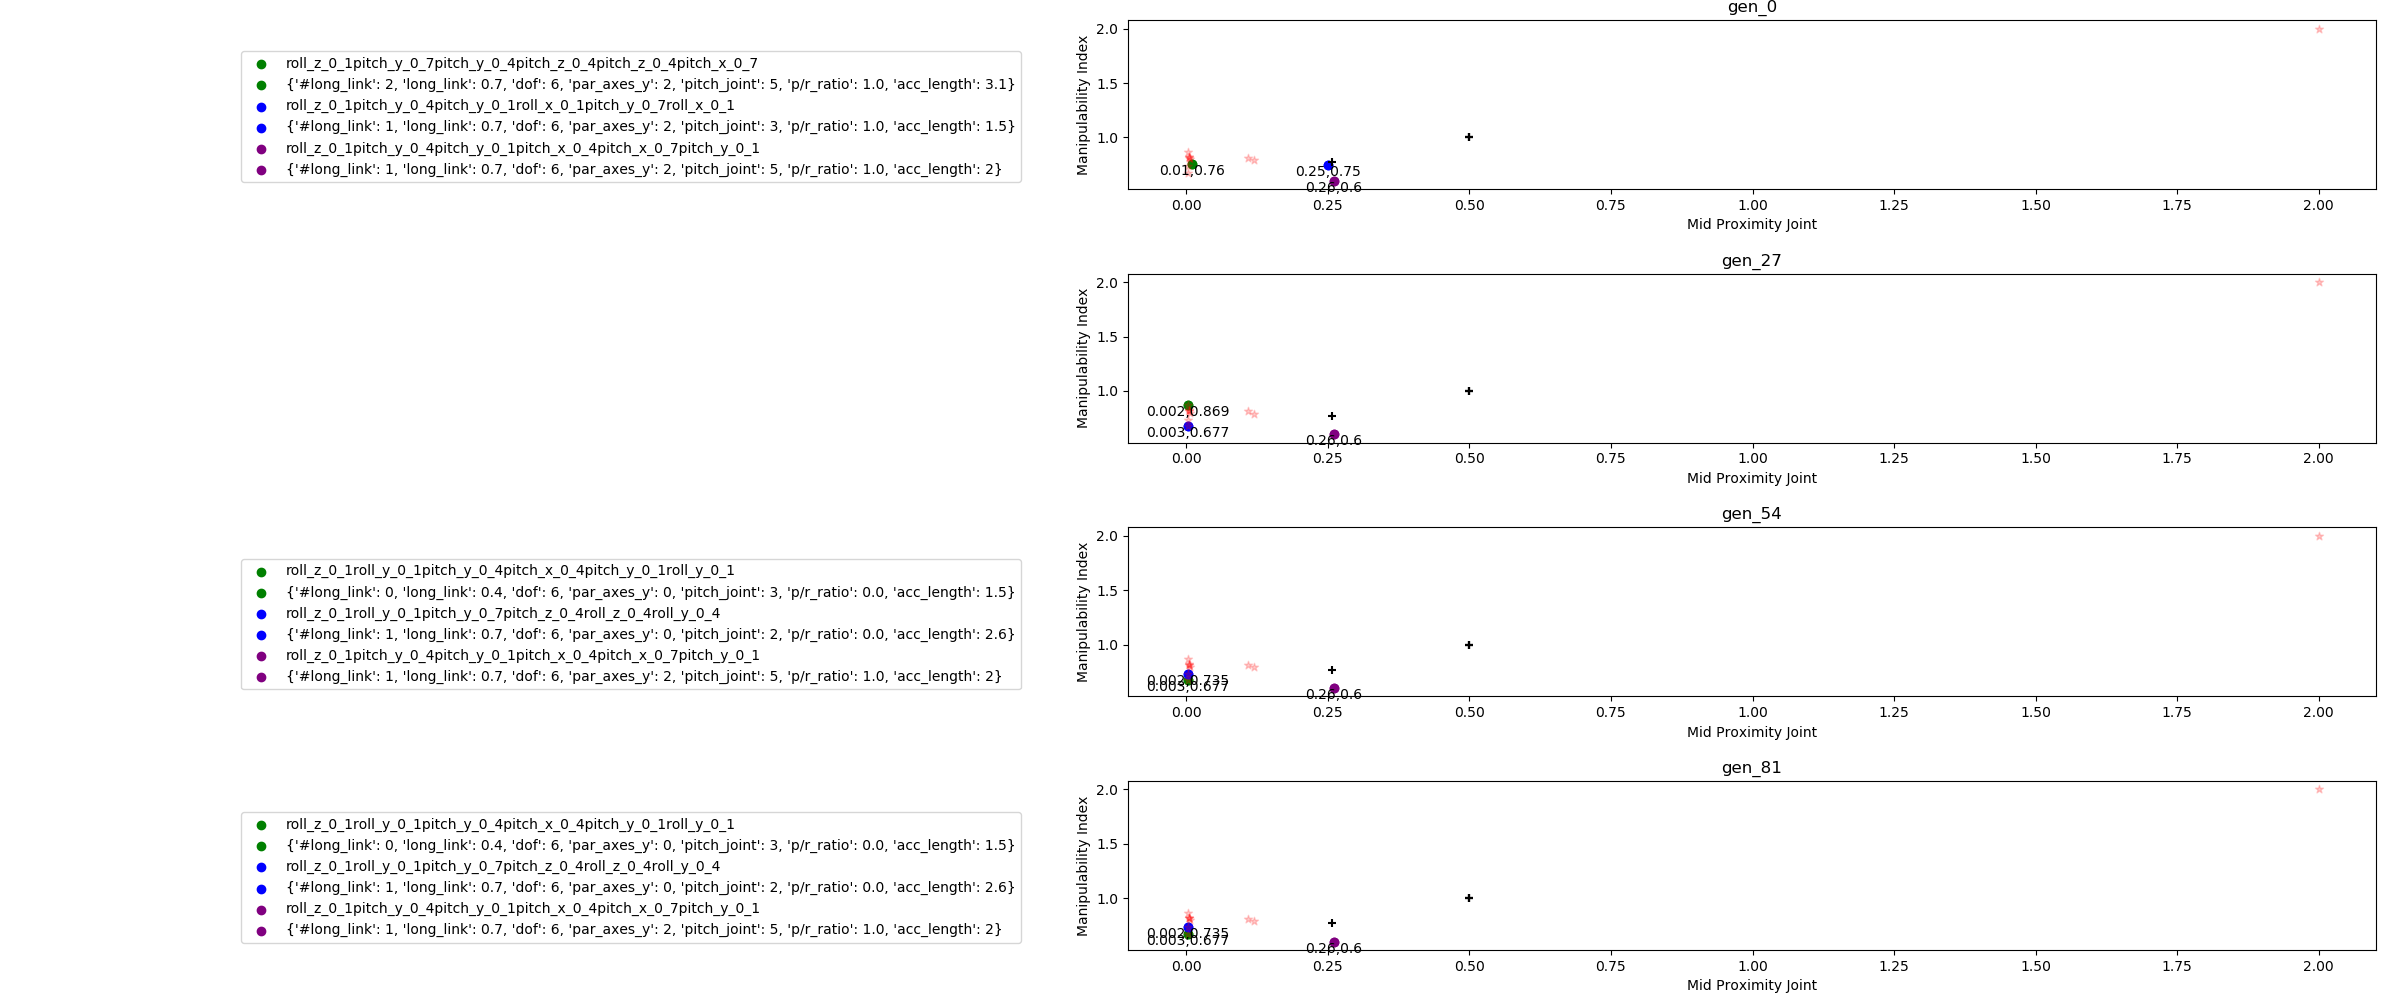 gen_0
roll_z_0_1pitch_y_0_7pitch_y_0_4pitch_z_0_4pitch_z_0_4pitch_x_0_7
{'#long_link': 2, 'long_link': 0.7, 'dof': 6, 'par_axes_y': 2, 'pitch_joint': 5, 'p/r_ratio': 1.0, 'acc_length': 3.1}
roll_z_0_1pitch_y_0_4pitch_y_0_1roll_x_0_1pitch_y_0_7roll_x_0_1
{'#long_link': 1, 'long_link': 0.7, 'dof': 6, 'par_axes_y': 2, 'pitch_joint': 3, 'p/r_ratio': 1.0, 'acc_length': 1.5}
roll_z_0_1pitch_y_0_4pitch_y_0_1pitch_x_0_4pitch_x_0_7pitch_y_0_1
{'#long_link': 1, 'long_link': 0.7, 'dof': 6, 'par_axes_y': 2, 'pitch_joint': 5, 'p/r_ratio': 1.0, 'acc_length': 2}
Manipulability Index
2.0
1.5
1.0
0.01,0.76
0.25,0.75
0.26,0.6
0.00 0.25 0.50 0.75 1.00 1.25 1.50 1.75 2.00
Mid Proximity Joint
gen_27
Manipulability Index
2.0
1.5
1.0
0.002,0.869
0.003,0.677
0.26,0.6
0.00 0.25 0.50 0.75 1.00 1.25 1.50 1.75 2.00
Mid Proximity Joint
gen_54
roll_z_0_1roll_y_0_1pitch_y_0_4pitch_x_0_4pitch_y_0_1roll_y_0_1
{'#long_link': 0, 'long_link': 0.4, 'dof': 6, 'par_axes_y': 0, 'pitch_joint': 3, 'p/r_ratio': 0.0, 'acc_length': 1.5}
roll_z_0_1roll_y_0_1pitch_y_0_7pitch_z_0_4roll_z_0_4roll_y_0_4
{'#long_link': 1, 'long_link': 0.7, 'dof': 6, 'par_axes_y': 0, 'pitch_joint': 2, 'p/r_ratio': 0.0, 'acc_length': 2.6}
roll_z_0_1pitch_y_0_4pitch_y_0_1pitch_x_0_4pitch_x_0_7pitch_y_0_1
{'#long_link': 1, 'long_link': 0.7, 'dof': 6, 'par_axes_y': 2, 'pitch_joint': 5, 'p/r_ratio': 1.0, 'acc_length': 2}
Manipulability Index
2.0
1.5
1.0
0.002,0.735
0.003,0.677
0.26,0.6
0.00 0.25 0.50 0.75 1.00 1.25 1.50 1.75 2.00
Mid Proximity Joint
gen_81
roll_z_0_1roll_y_0_1pitch_y_0_4pitch_x_0_4pitch_y_0_1roll_y_0_1
{'#long_link': 0, 'long_link': 0.4, 'dof': 6, 'par_axes_y': 0, 'pitch_joint': 3, 'p/r_ratio': 0.0, 'acc_length': 1.5}
roll_z_0_1roll_y_0_1pitch_y_0_7pitch_z_0_4roll_z_0_4roll_y_0_4
{'#long_link': 1, 'long_link': 0.7, 'dof': 6, 'par_axes_y': 0, 'pitch_joint': 2, 'p/r_ratio': 0.0, 'acc_length': 2.6}
roll_z_0_1pitch_y_0_4pitch_y_0_1pitch_x_0_4pitch_x_0_7pitch_y_0_1
{'#long_link': 1, 'long_link': 0.7, 'dof': 6, 'par_axes_y': 2, 'pitch_joint': 5, 'p/r_ratio': 1.0, 'acc_length': 2}
Manipulability Index
2.0
1.5
1.0
0.002,0.735
0.003,0.677
0.26,0.6
0.00 0.25 0.50 0.75 1.00 1.25 1.50 1.75 2.00
Mid Proximity Joint